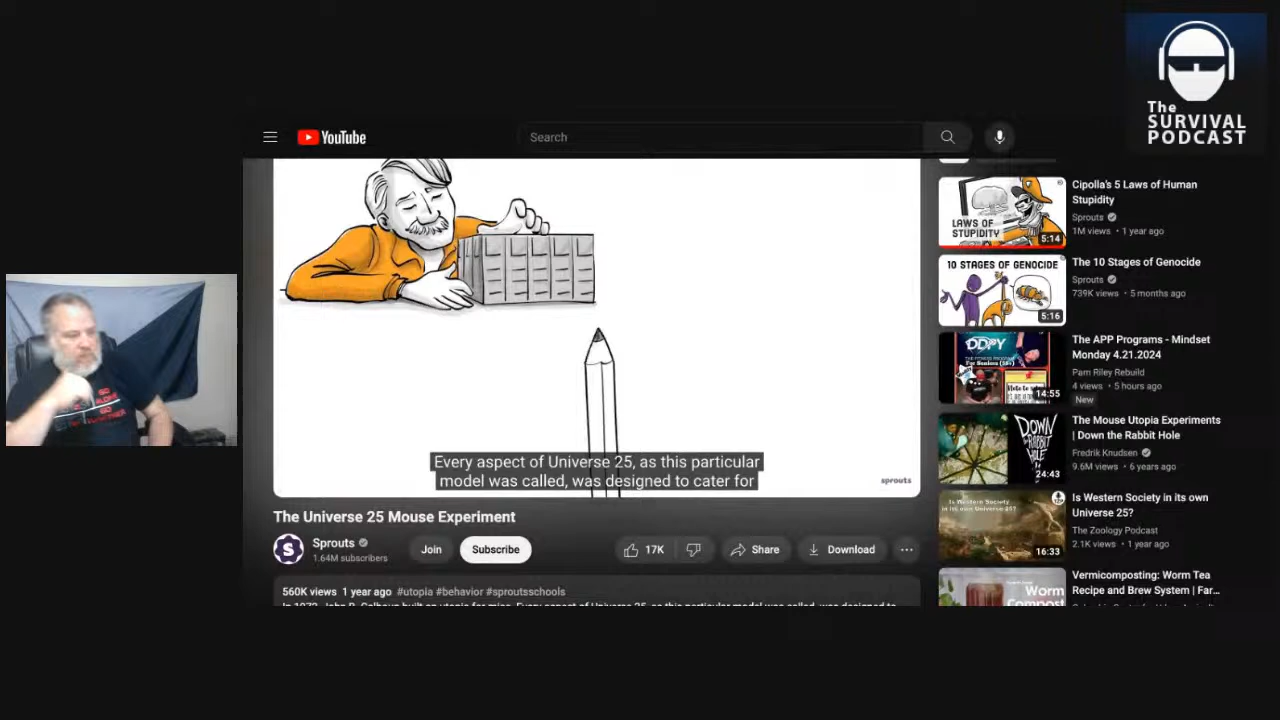 The
SURVIVAL
PODCAST
YouTube
Search
Every aspect of Universe 25, as this particular
model was called, was designed to cater for
sprouts
The Universe 25 Mouse Experiment
Sprouts
1.64M subscribers
Join
Subscribe
17K
Share
Download
560K views 1 year ago #utopia #behavior #sproutsschools
LAWS OF
STUPIDITY
5:14
Cipolla's 5 Laws of Human
Stupidity
Sprouts
1M views • 1 year ago
10 STAGES OF GENOCIDE
5:16
The 10 Stages of Genocide
Sprouts
739K views • 5 months ago
DDPY
14:55
The APP Programs - Mindset
Monday 4.21.2024
Pam Riley Rebuild
4 views • 5 hours ago
New
DOWN
THE RABBIT
HOLE
24:43
The Mouse Utopia Experiments
| Down the Rabbit Hole
Fredrik Knudsen
9.6M views • 6 years ago
Is Western Society in its own
Universe 25?
16:33
Is Western Society in its own
Universe 25?
The Zoology Podcast
2.1K views • 1 year ago
Worm
Compost
Vermicomposting: Worm Tea
Recipe and Brew System | Far...